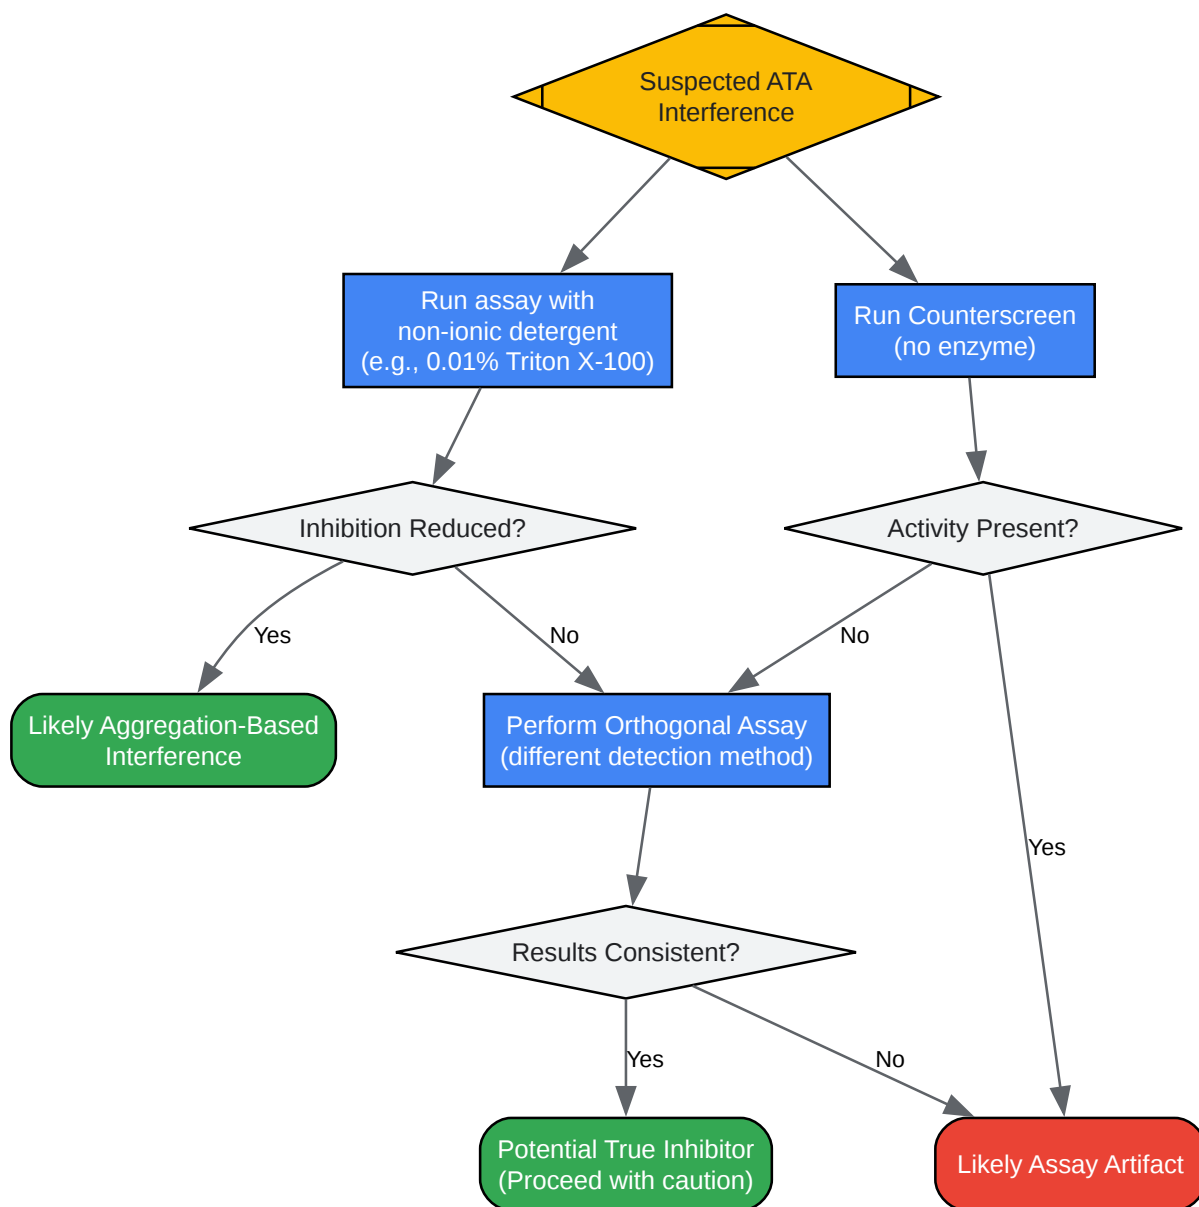 Suspected ATA
Interference
Run assay with
non-ionic detergent
(e.g., 0.01% Triton X-100)
Run Counterscreen
(no enzyme)
Inhibition Reduced?
Activity Present?
Yes
No
No
Likely Aggregation-Based
Interference
Perform Orthogonal Assay
(different detection method)
Yes
Results Consistent?
Yes
No
Potential True Inhibitor
(Proceed with caution)
Likely Assay Artifact